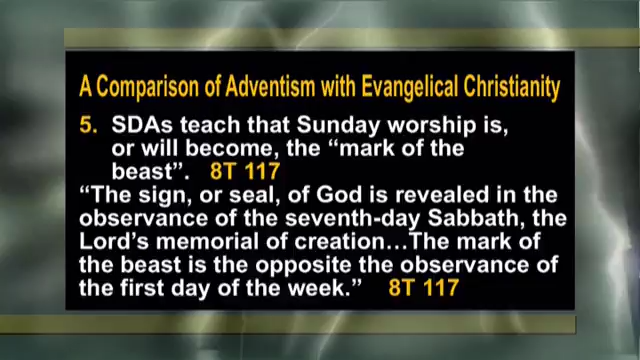 A Comparison of Adventism with Evangelical Christianity
5. SDAs teach that Sunday worship is,
or will become, the “mark of the
beast”. 8T 117
“The sign, or seal, of God is revealed in the
observance of the seventh-day Sabbath, the
Lord’s memorial of creation…The mark of
the beast is the opposite the observance of
the first day of the week.” 8T 117